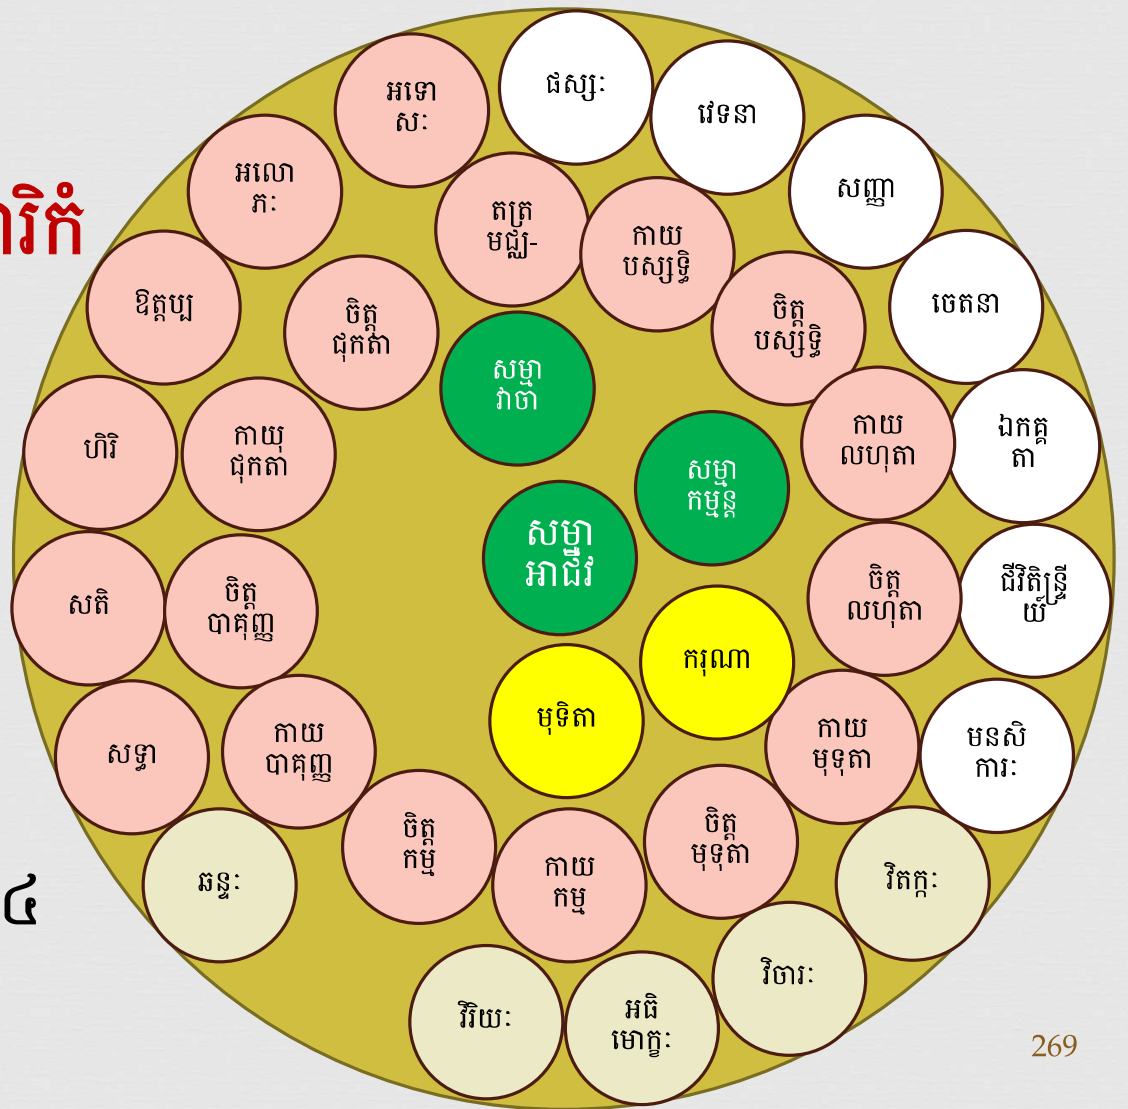 ផស្សៈ
វេទនា
សញ្ញា
ចេតនា
ឯកគ្គ
តា
ជីវិតិន្ទ្រី
យ៍
មនសិ
ការៈ
វិតក្កៈ
វិចារៈ
អធិ
មោក្ខៈ
វិរិយៈ
ឆន្ទៈ
សទ្ធា
សតិ
ហិរិ
ឱត្តប្ប
អលោ
ភៈ
អទោ
សៈ
តត្រ
មជ្ឈ-
កាយ
បស្សទ្ធិ
ចិត្ត
បស្សទ្ធិ
កាយ
លហុតា
ចិត្ត
លហុតា
កាយ
មុទុតា
ចិត្ត
មុទុតា
កាយ
កម្ម
ចិត្ត
កម្ម
កាយ
បាគុញ្ញ
ចិត្ត
បាគុញ្ញ
កាយុ
ជុកតា
ចិត្តុ
ជុកតា
សម្មា
វាចា
សម្មា
កម្មន្ត
សម្មា
អាជីវ
ករុណា
មុទិតា
៤
269